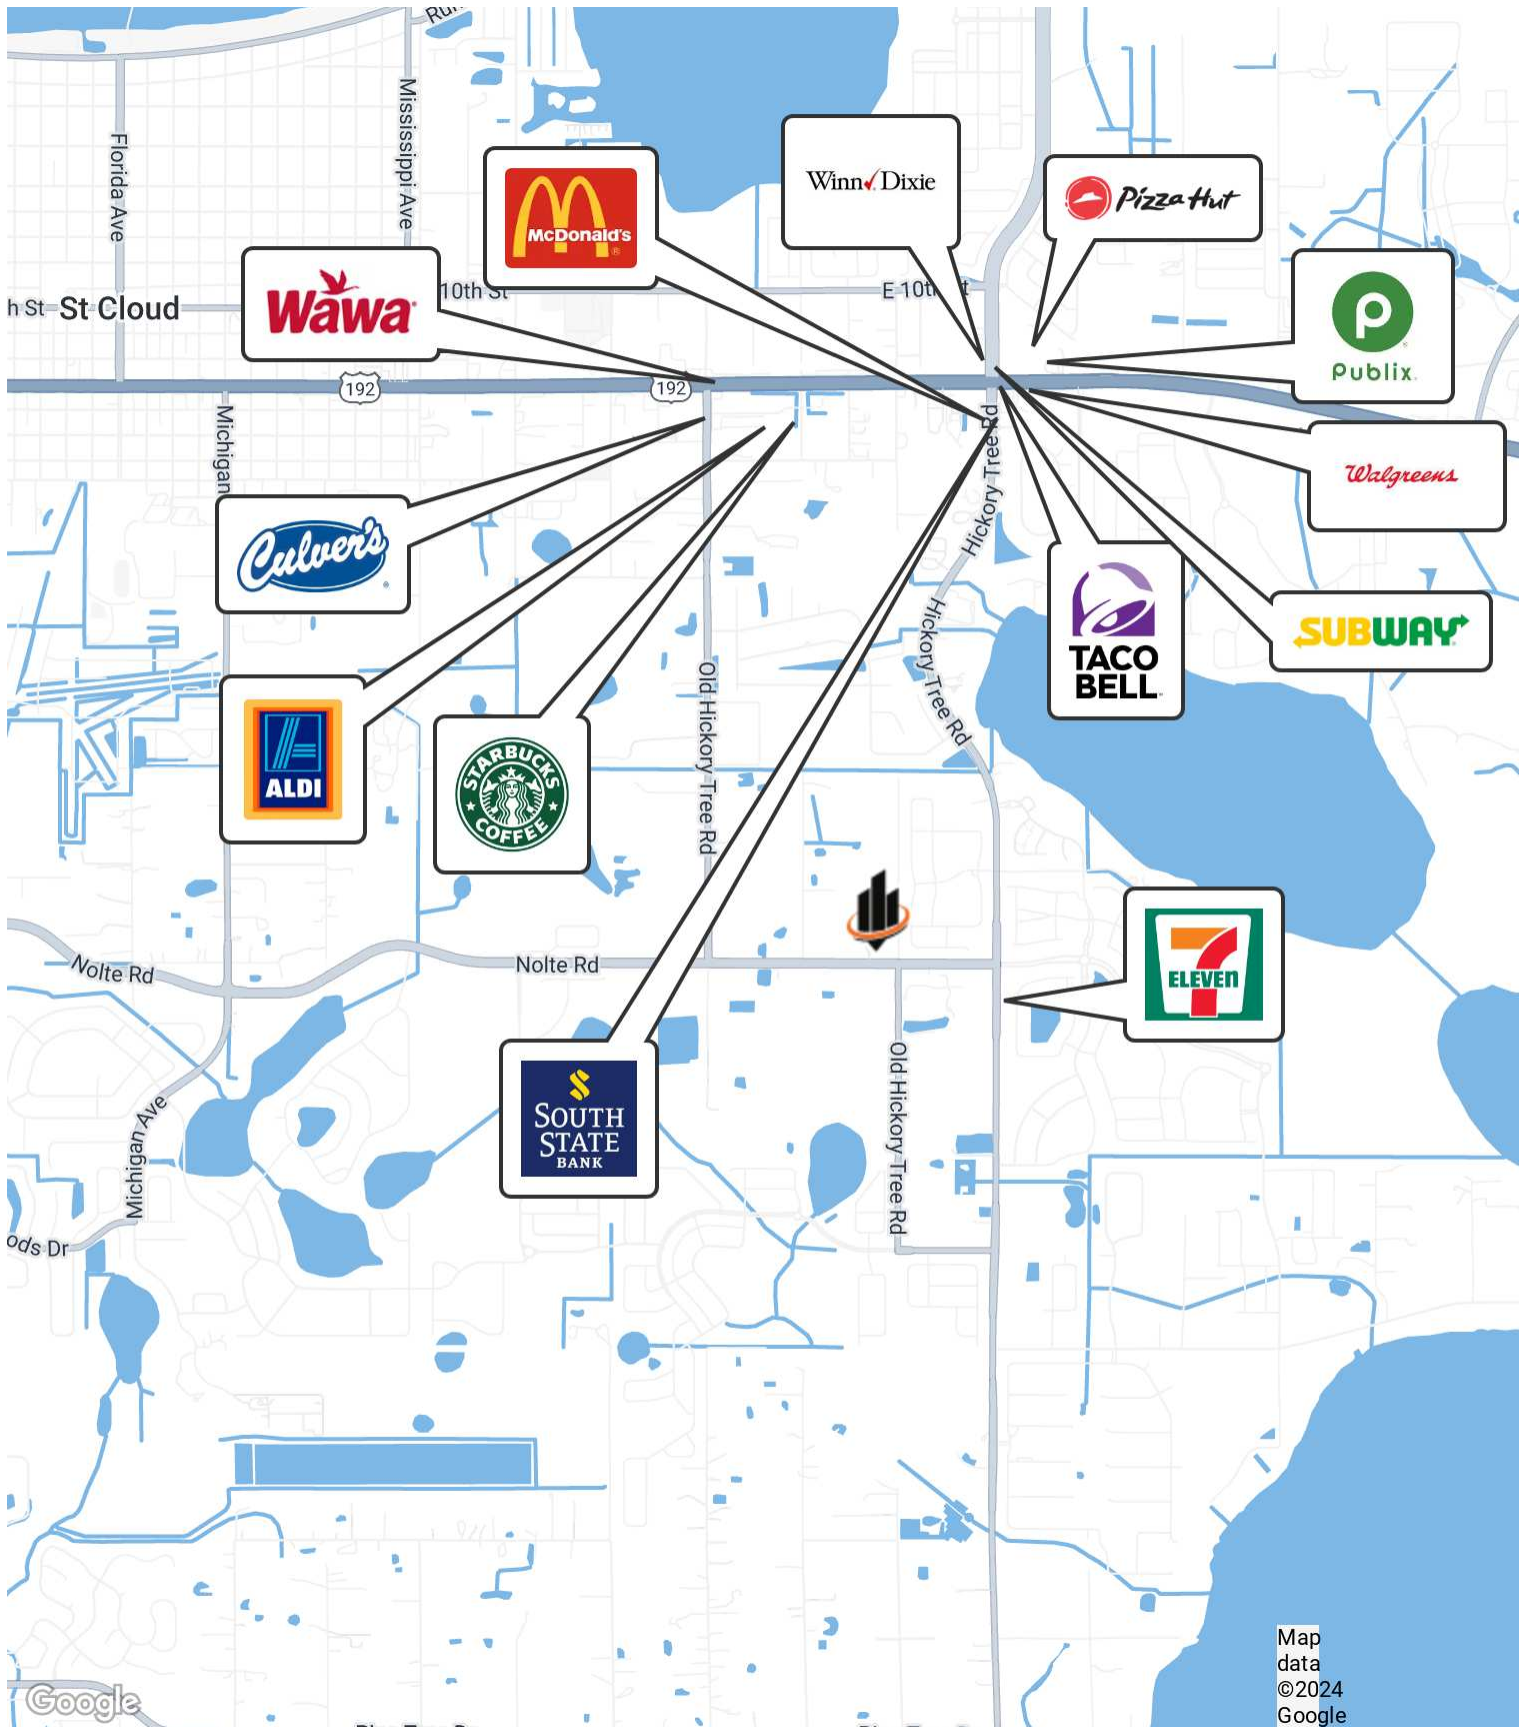 Mississippi Ave
Florida Ave
McDonald's
Winn Dixie
Pizza Hut
Wawa
10th St
h St
St Cloud
Publix
192
192
Michigan
Hickory Tree Rd
Walgreens
Culver's
TACO
BELL
SUBWAY
Hickory Tree Rd
Old Hickory Tree Rd
ALDI
STARBUCKS
COFFEE
Nolte Rd
Nolte Rd
7
ELEVEN
SOUTH
STATE
BANK
Old Hickory Tree Rd
Michigan Ave
ods Dr
Map
data
©2024
Google
Google